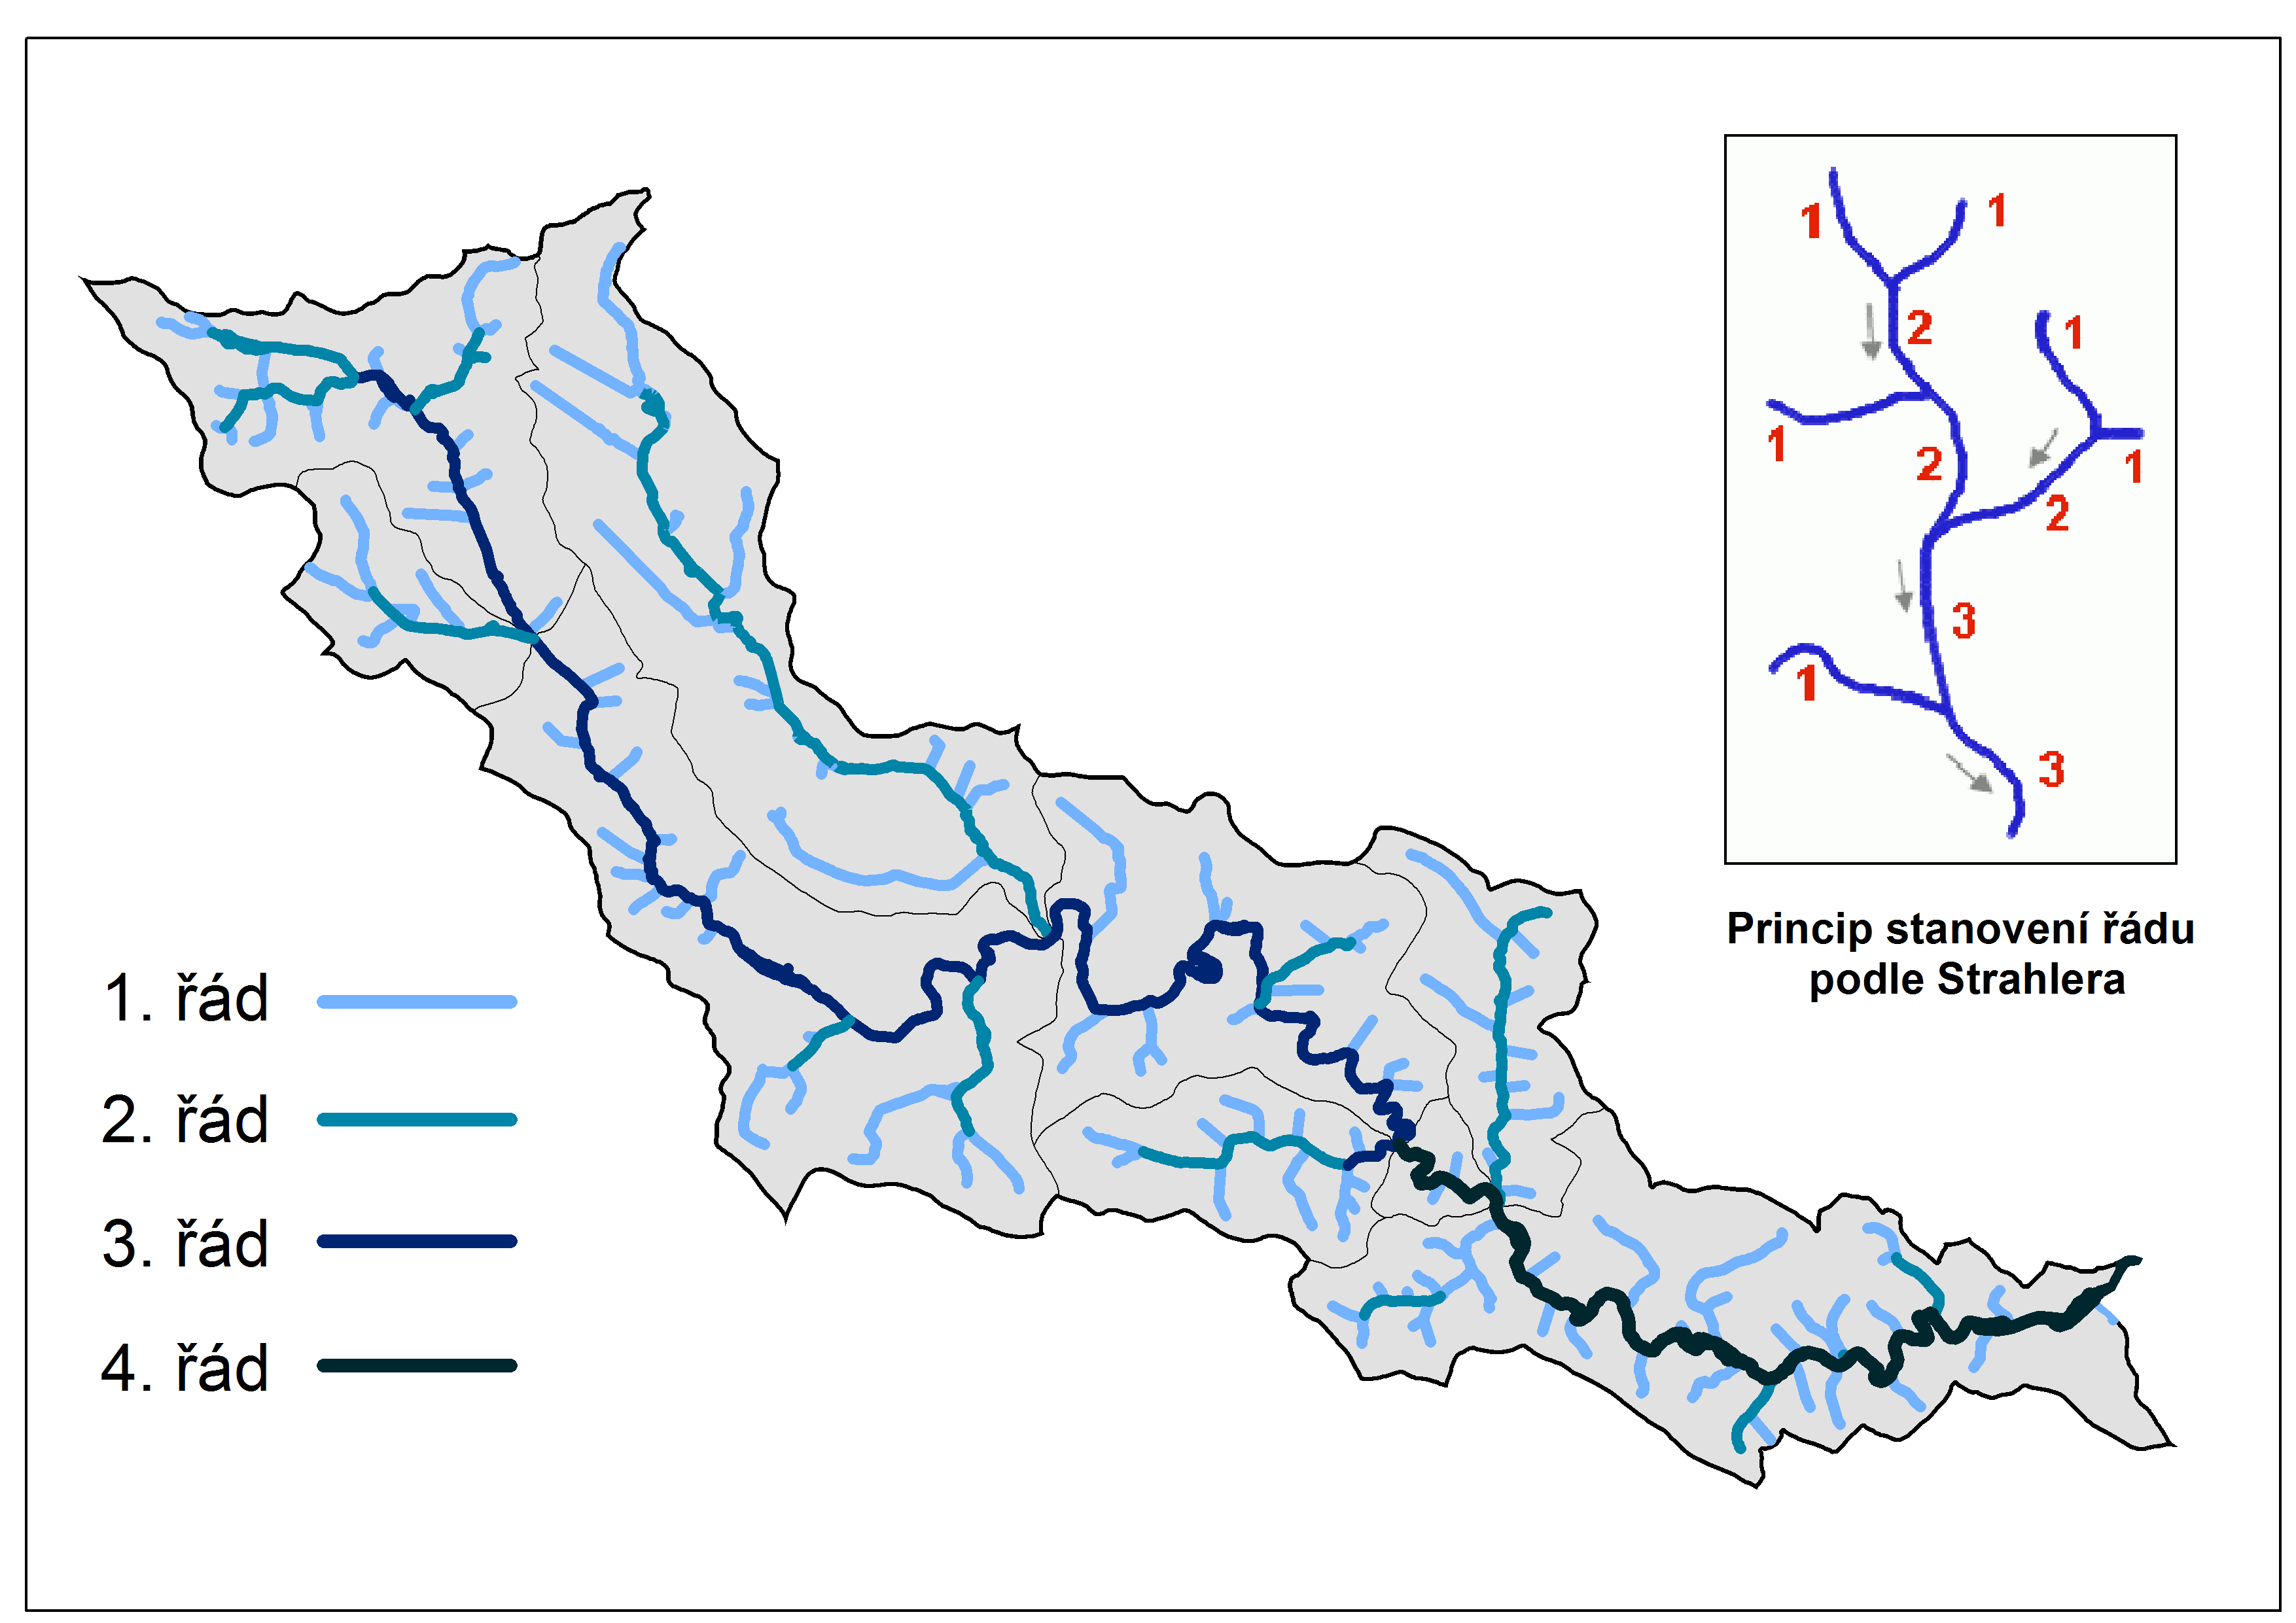 1
1
2
1
1
2
1
2
3
1
3
Princip stanovení řádu
podle Strahlera
1. řád
2. řád
3. řád
4. řád